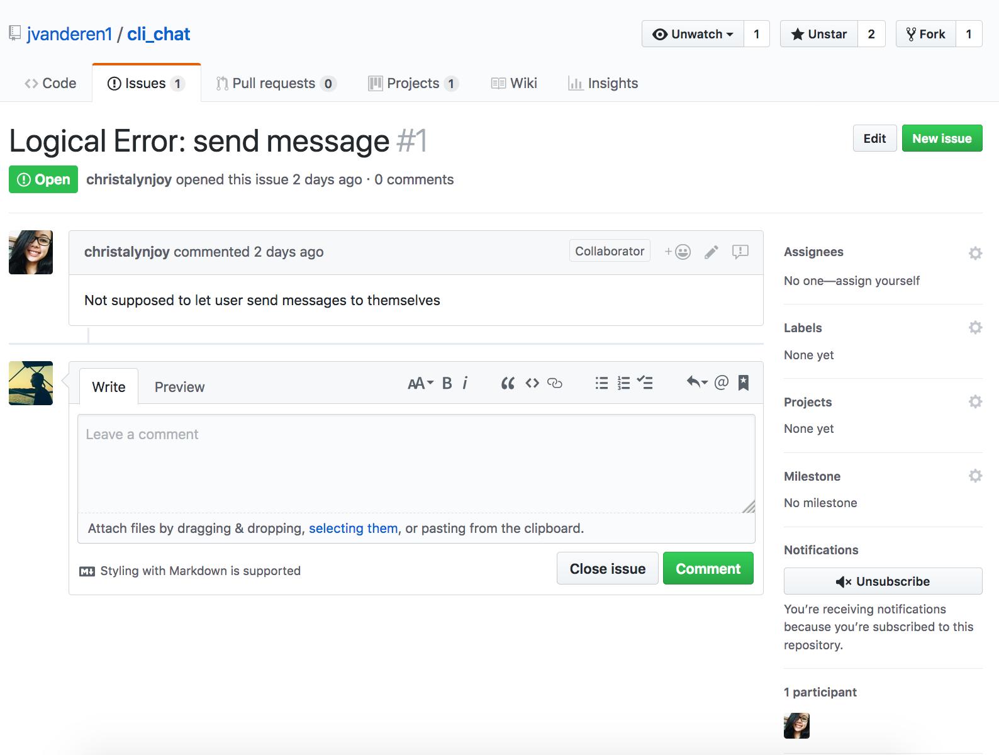 jvanderen1 / cli_chat
Unwatch 1 Unstar 2 Fork 1
Code Issues 1 Pull requests 0 Projects 1 Wiki Insights
Logical Error: send message #1
Edit New issue
Open christalynjoy opened this issue 2 days ago · 0 comments
christalynjoy commented 2 days ago Collaborator
Not supposed to let user send messages to themselves
Write Preview AA B i
Leave a comment
Attach files by dragging & dropping, selecting them, or pasting from the clipboard.
Styling with Markdown is supported
Close issue Comment
Assignees
No one—assign yourself
Labels
None yet
Projects
None yet
Milestone
No milestone
Notifications
Unsubscribe
You’re receiving notifications
because you’re subscribed to this
repository.
1 participant